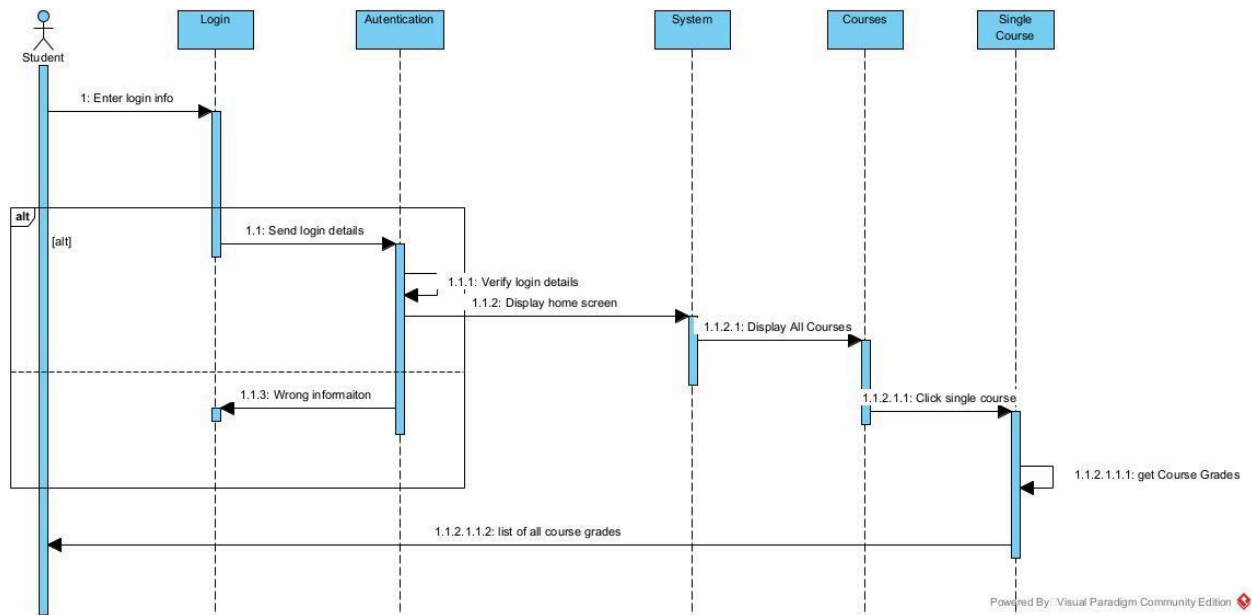 Login
Autentication
System
Courses
Single
Course
Student
1: Enter login info
alt
[alt]
1.1: Send login details
1.1.1: Verify login details
1.1.2: Display home screen
1.1.2.1: Display All Courses
1.1.3: Wrong informaiton
1.1.2.1.1: Click single course
1.1.2.1.1.1: get Course Grades
1.1.2.1.1.2: list of all course grades
Powered By Visual Paradigm Community Edition